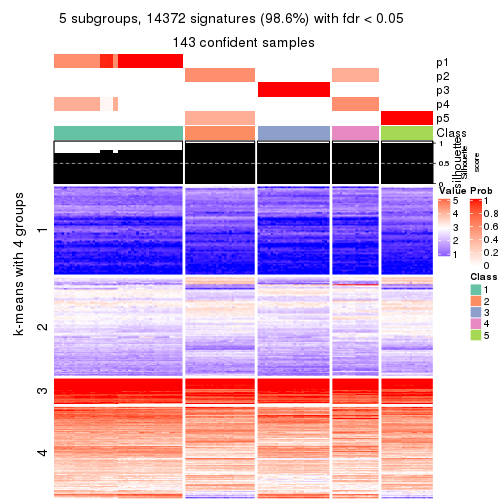 5 subgroups, 14372 signatures (98.6%) with fdr < 0.05
143 confident samples
p1
p2
p3
p4
p5
Class
1
0.5
0
silhouette
Silhouette
score
k-means with 4 groups
1
2
3
4
Value
5
4
3
2
1
Prob
1
0.8
0.6
0.4
0.2
0
Class
1
2
3
4
5